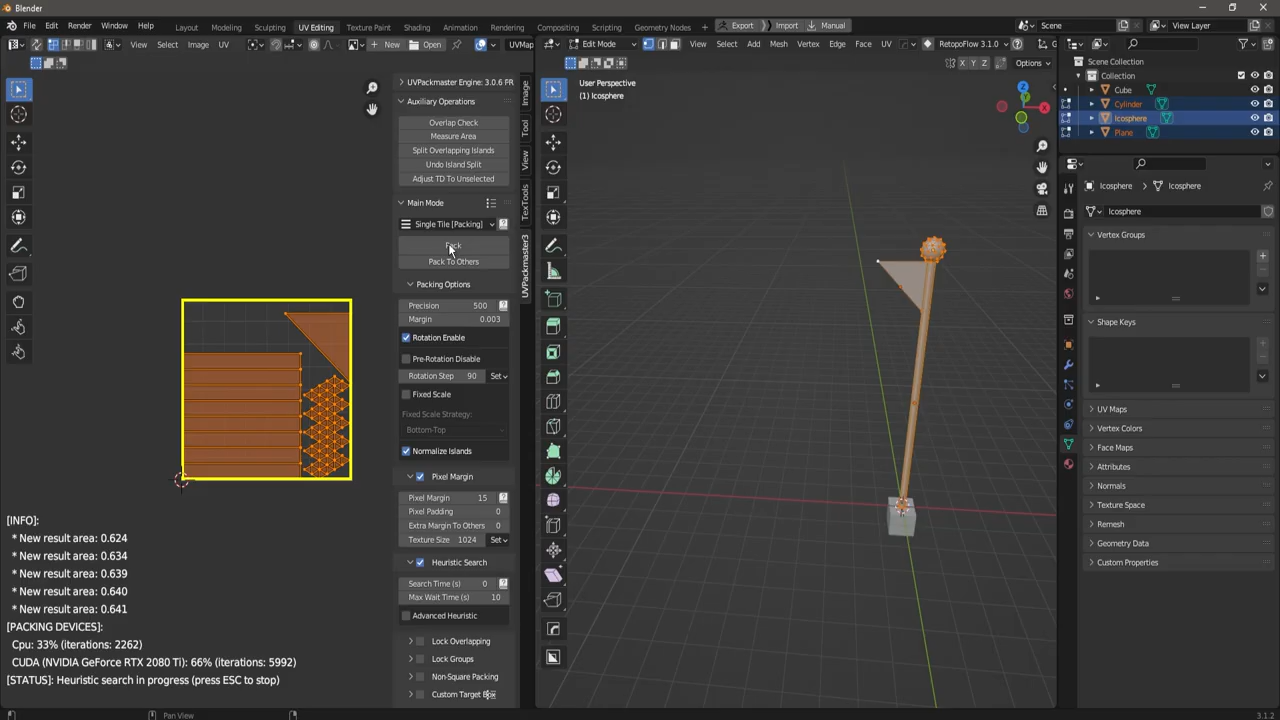 Blender
File Edit Render Window Help Layout Modeling Sculpting UV Editing Texture Paint Shading Animation Rendering Compositing Scripting Geometry Nodes Export Import Manual Scene View Layer
View Select Image UV New Open UVMap Edit Mode View Select Add Mesh Vertex Edge Face UV RetopoFlow 3.1.0
X Y Z Options
Scene Collection
Collection
Cube
Cylinder
Icosphere
Plane
User Perspective
(1) Icosphere
UVPackmaster Engine: 3.0.6 FR
Auxiliary Operations
Overlap Check
Measure Area
Split Overlapping Islands
Undo Island Split
Adjust TD To Unselected
Main Mode
Single Tile [Packing]
Pack
Pack To Others
Packing Options
Precision 500
Margin 0.003
Rotation Enable
Pre-Rotation Disable
Rotation Step 90 Set
Fixed Scale
Fixed Scale Strategy:
Bottom-Top
Normalize Islands
Pixel Margin
Pixel Margin 15
Pixel Padding 0
Extra Margin To Others 0
Texture Size 1024 Set
Heuristic Search
Search Time (s) 0
Max Wait Time (s) 10
Advanced Heuristic
Lock Overlapping
Lock Groups
Non-Square Packing
Custom Target Box
Image
Tool
View
TexTools
UVPackmaster3
[INFO]:
* New result area: 0.624
* New result area: 0.634
* New result area: 0.639
* New result area: 0.640
* New result area: 0.641
[PACKING DEVICES]:
Cpu: 33% (iterations: 2262)
CUDA (NVIDIA GeForce RTX 2080 Ti): 66% (iterations: 5992)
[STATUS]: Heuristic search in progress (press ESC to stop)
Icosphere Icosphere
Icosphere
Vertex Groups
Shape Keys
UV Maps
Vertex Colors
Face Maps
Attributes
Normals
Texture Space
Remesh
Geometry Data
Custom Properties
Pan View
3.1.2